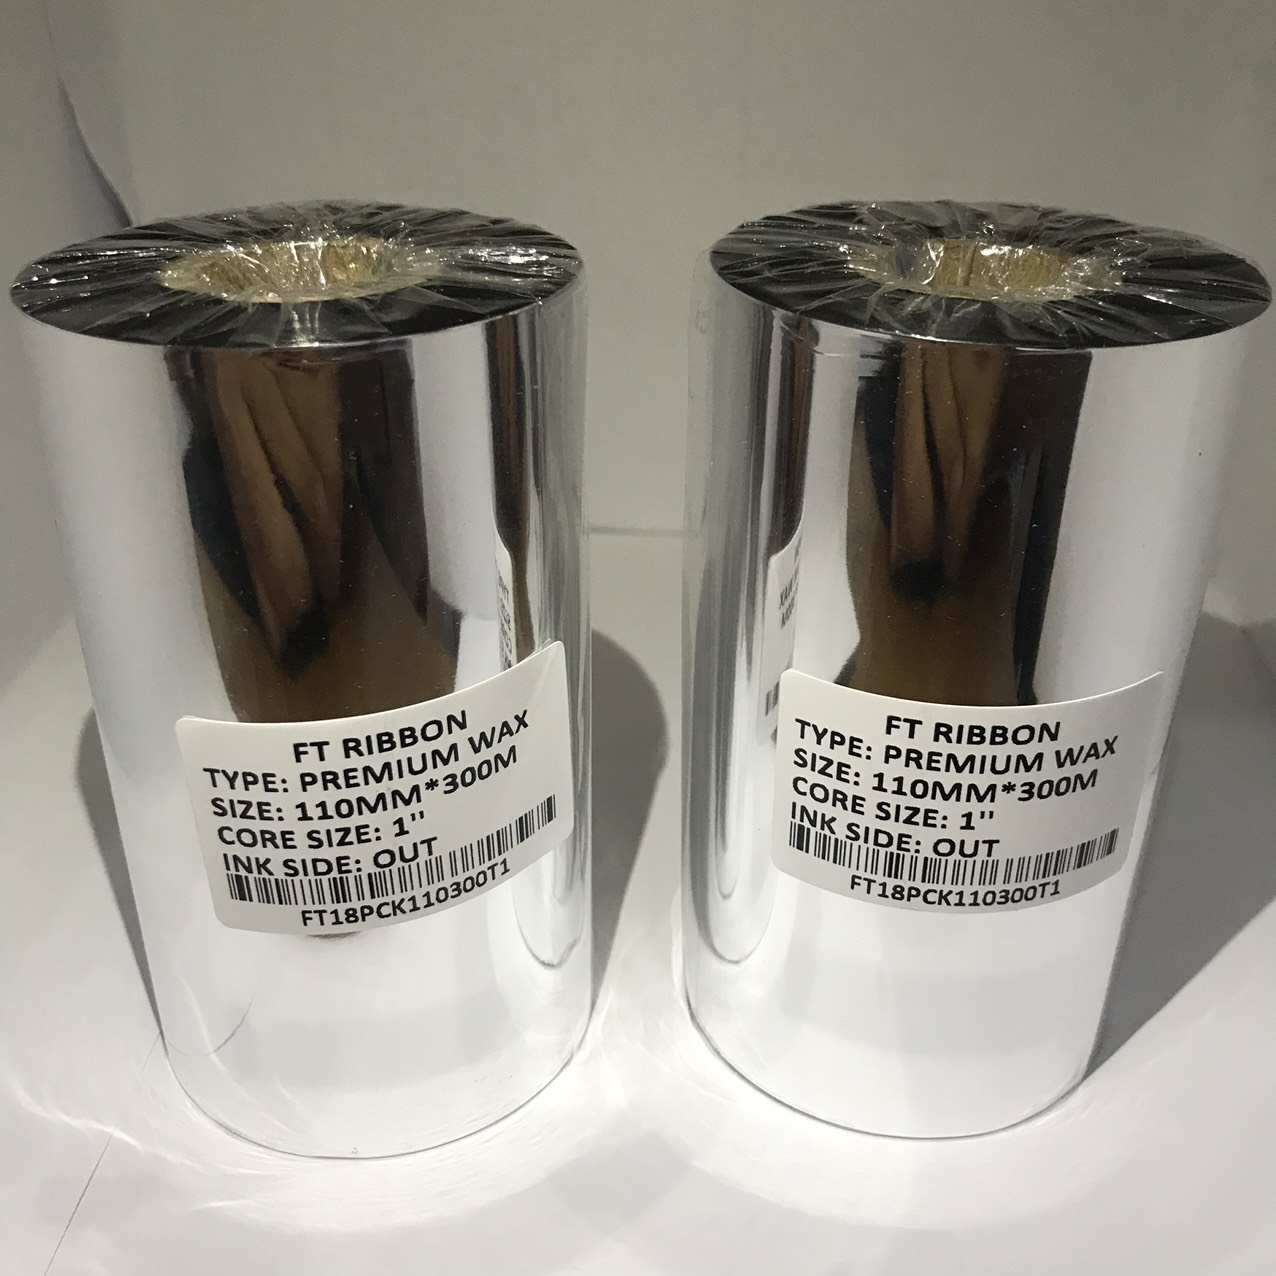 FT RIBBON
TYPE: PREMIUM WAX
SIZE: 110MM*300M
CORE SIZE: 1''
INK SIDE: OUT
FT18PCK110300T1
FT RIBBON
TYPE: PREMIUM WAX
SIZE: 110MM*300M
CORE SIZE: 1''
INK SIDE: OUT
FT18PCK110300T1